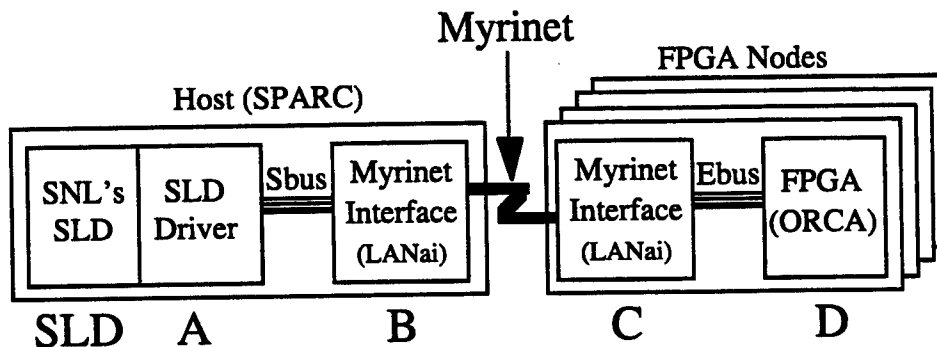 Myrinet
FPGA Nodes
Host (SPARC)
SNL's
SLD
SLD
Driver
Sbus
Myrinet
Interface
(LANai)
Myrinet
Interface
(LANai)
Ebus
FPGA
(ORCA)
SLD A B C D